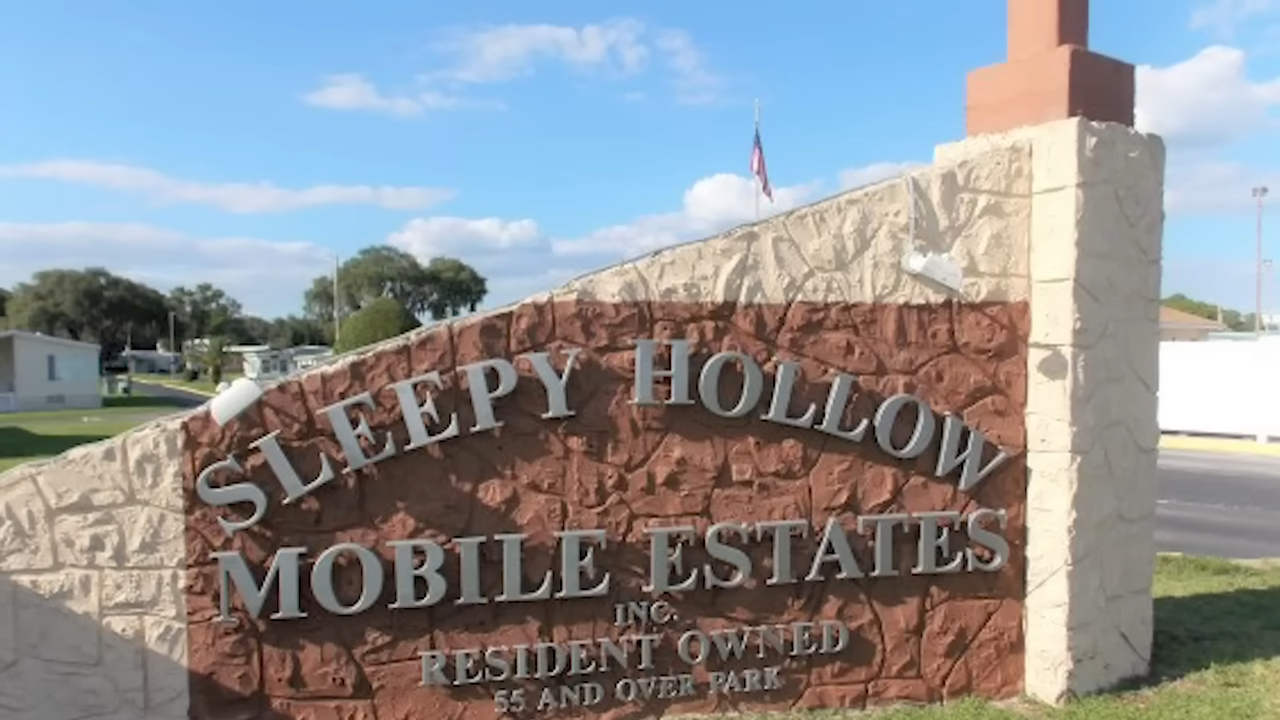 SLEEPY HOLLOW
MOBILE ESTATES
INC.
RESIDENT OWNED
55 AND OVER PARK